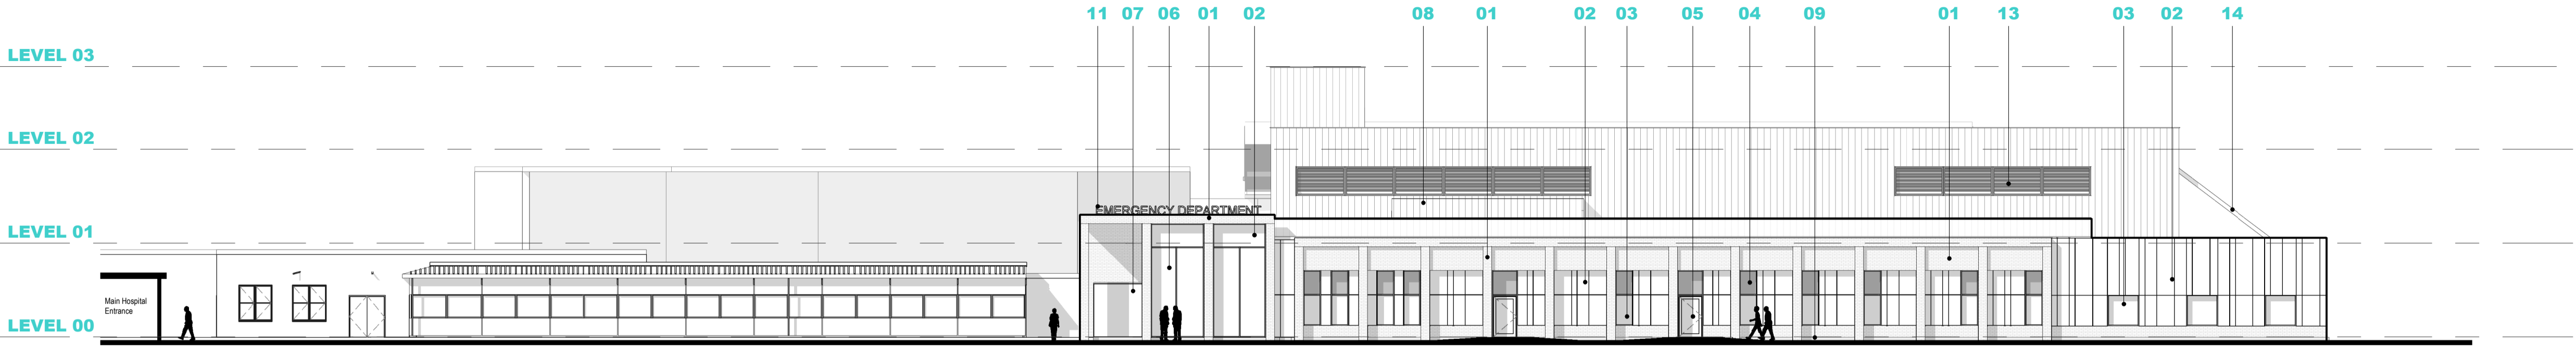 11 07 06 01 02 08 01 02 03 05 04 09 01 13 03 02 14
LEVEL 03
LEVEL 02
EMERGENCY DEPARTMENT
LEVEL 01
Main Hospital
Entrance
LEVEL 00